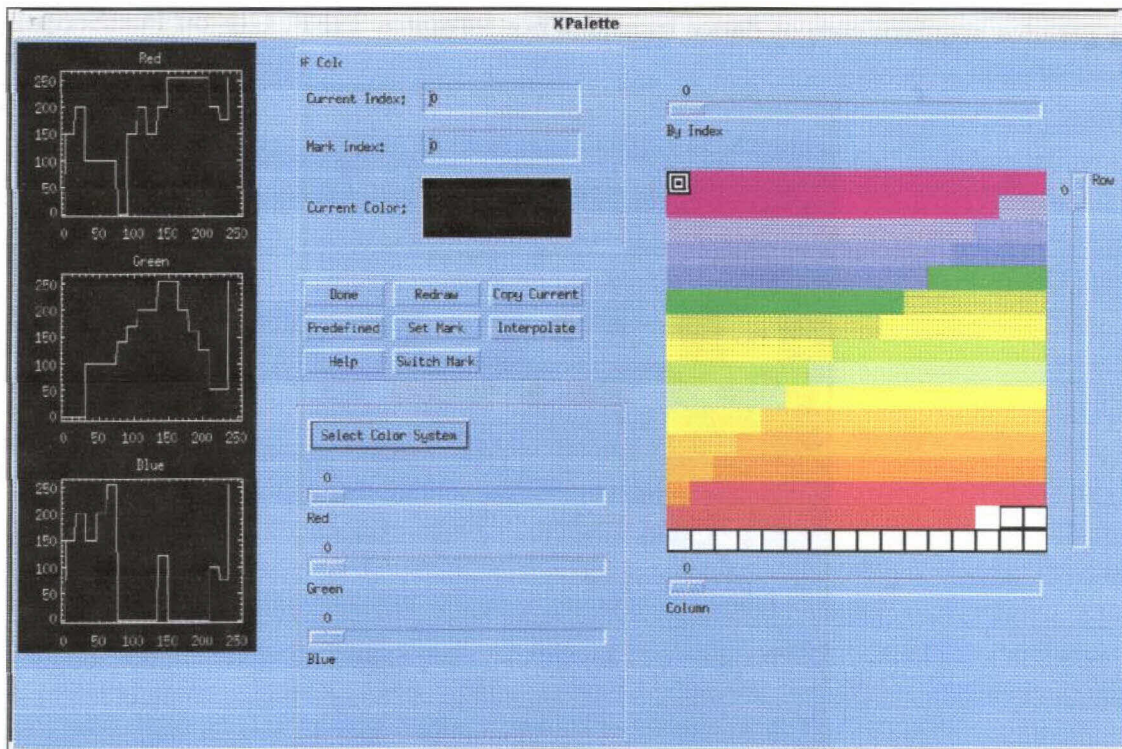 XPalette
Red
250
200
150
100
50
0
0 50 100 150 200 250
Green
250
200
150
100
50
0
0 50 100 150 200 250
Blue
250
200
150
100
50
0
0 50 100 150 200 250
# Colc
Current Index: 0
Mark Index: 0
Current Color:
Done Redraw Copy Current
Predefined Set Mark Interpolate
Help Switch Mark
Select Color System
0
Red
0
Green
0
Blue
0
By Index
0 Row
0
Column